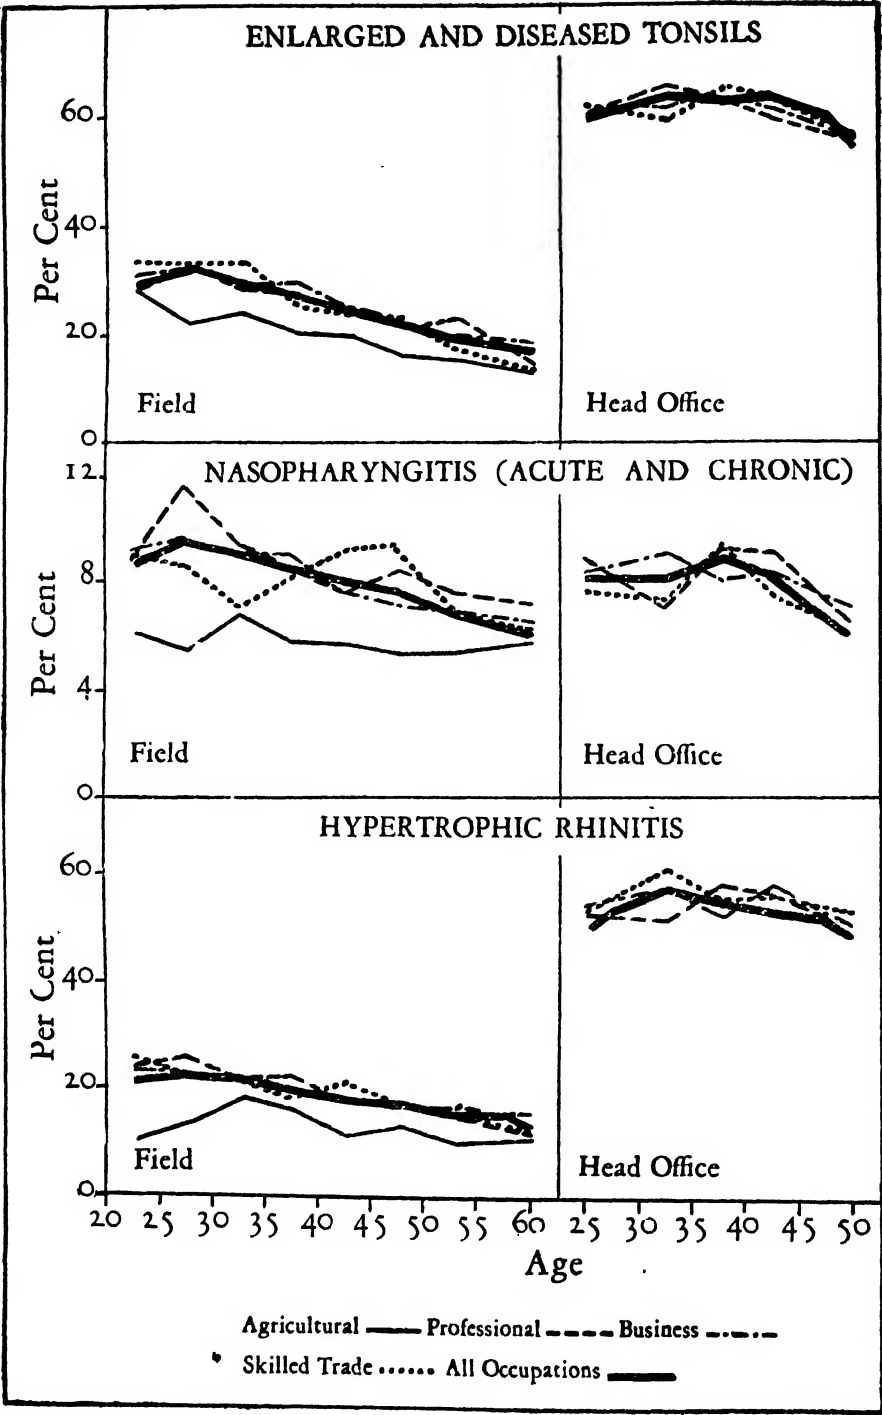 ENLARGED AND DISEASED TONSILS
60
40
20
0
Per Cent
Field
Head Office
NASOPHARYNGITIS (ACUTE AND CHRONIC)
12
8
4
0
Per Cent
Field
Head Office
HYPERTROPHIC RHINITIS
60
40
20
0
Per Cent
Field
Head Office
20 25 30 35 40 45 50 55 60 25 30 35 40 45 50
Age
Agricultural Professional Business
Skilled Trade All Occupations